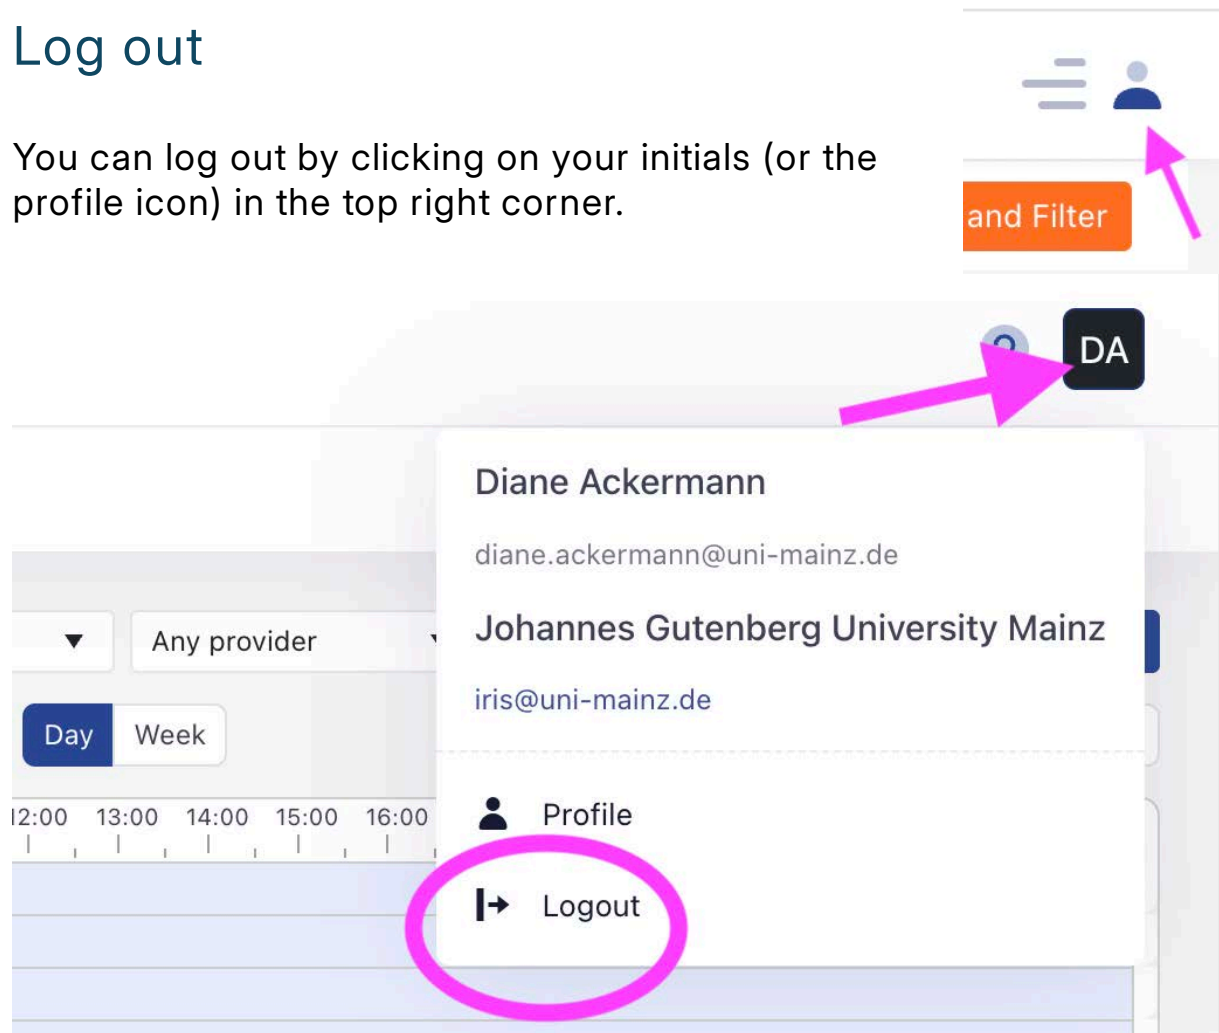 Log out
You can log out by clicking on your initials (or the
profile icon) in the top right corner.
and Filter
DA
Diane Ackermann
diane.ackermann@uni-mainz.de
Johannes Gutenberg University Mainz
iris@uni-mainz.de
Any provider
Day Week
12:00 13:00 14:00 15:00 16:00
Profile
Logout